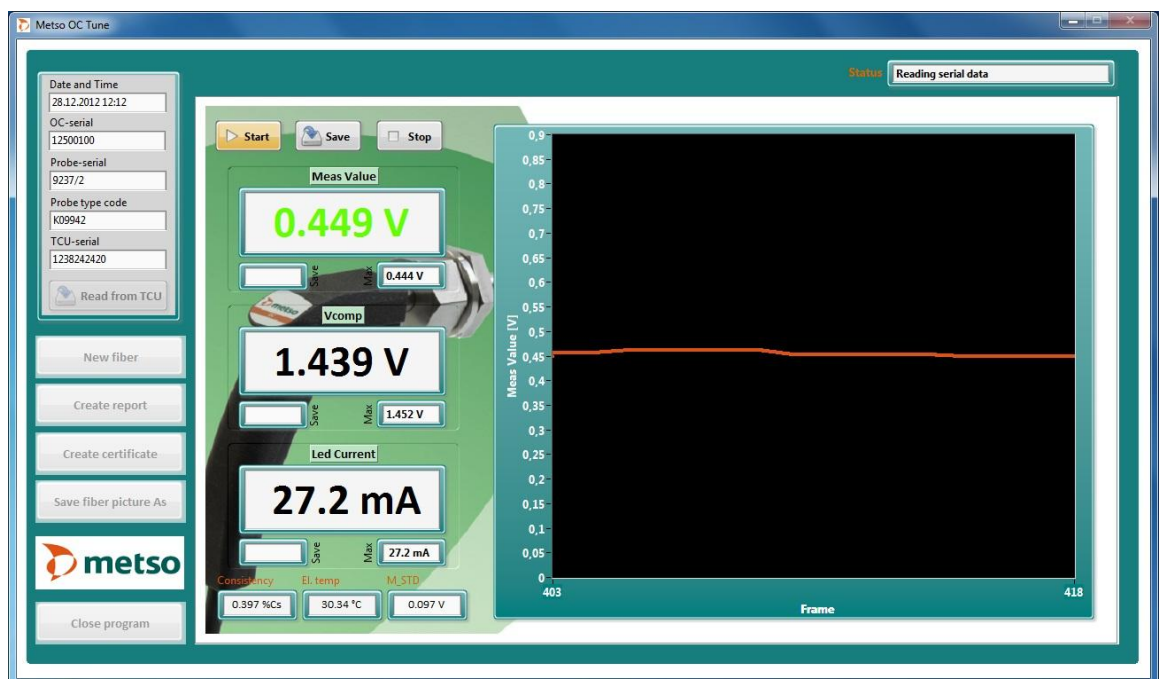 Metso OC Tune
Status
Reading serial data
Date and Time
28.12.2012 12:12
OC-serial
12500100
Probe-serial
9237/2
Probe type code
K09942
TCU-serial
1238242420
Read from TCU
New fiber
Create report
Create certificate
Save fiber picture As
metso
Close program
Start
Save
Stop
Meas Value
0.449 V
Save
Max
0.444 V
metso
Vcomp
1.439 V
Save
Max
1.452 V
Led Current
27.2 mA
Save
Max
27.2 mA
Consistency
El. temp
M_STD
0.397 %Cs
30.34 °C
0.097 V
Meas Value [V]
0,9
0,85
0,8
0,75
0,7
0,65
0,6
0,55
0,5
0,45
0,4
0,35
0,3
0,25
0,2
0,15
0,1
0,05
0
403
418
Frame